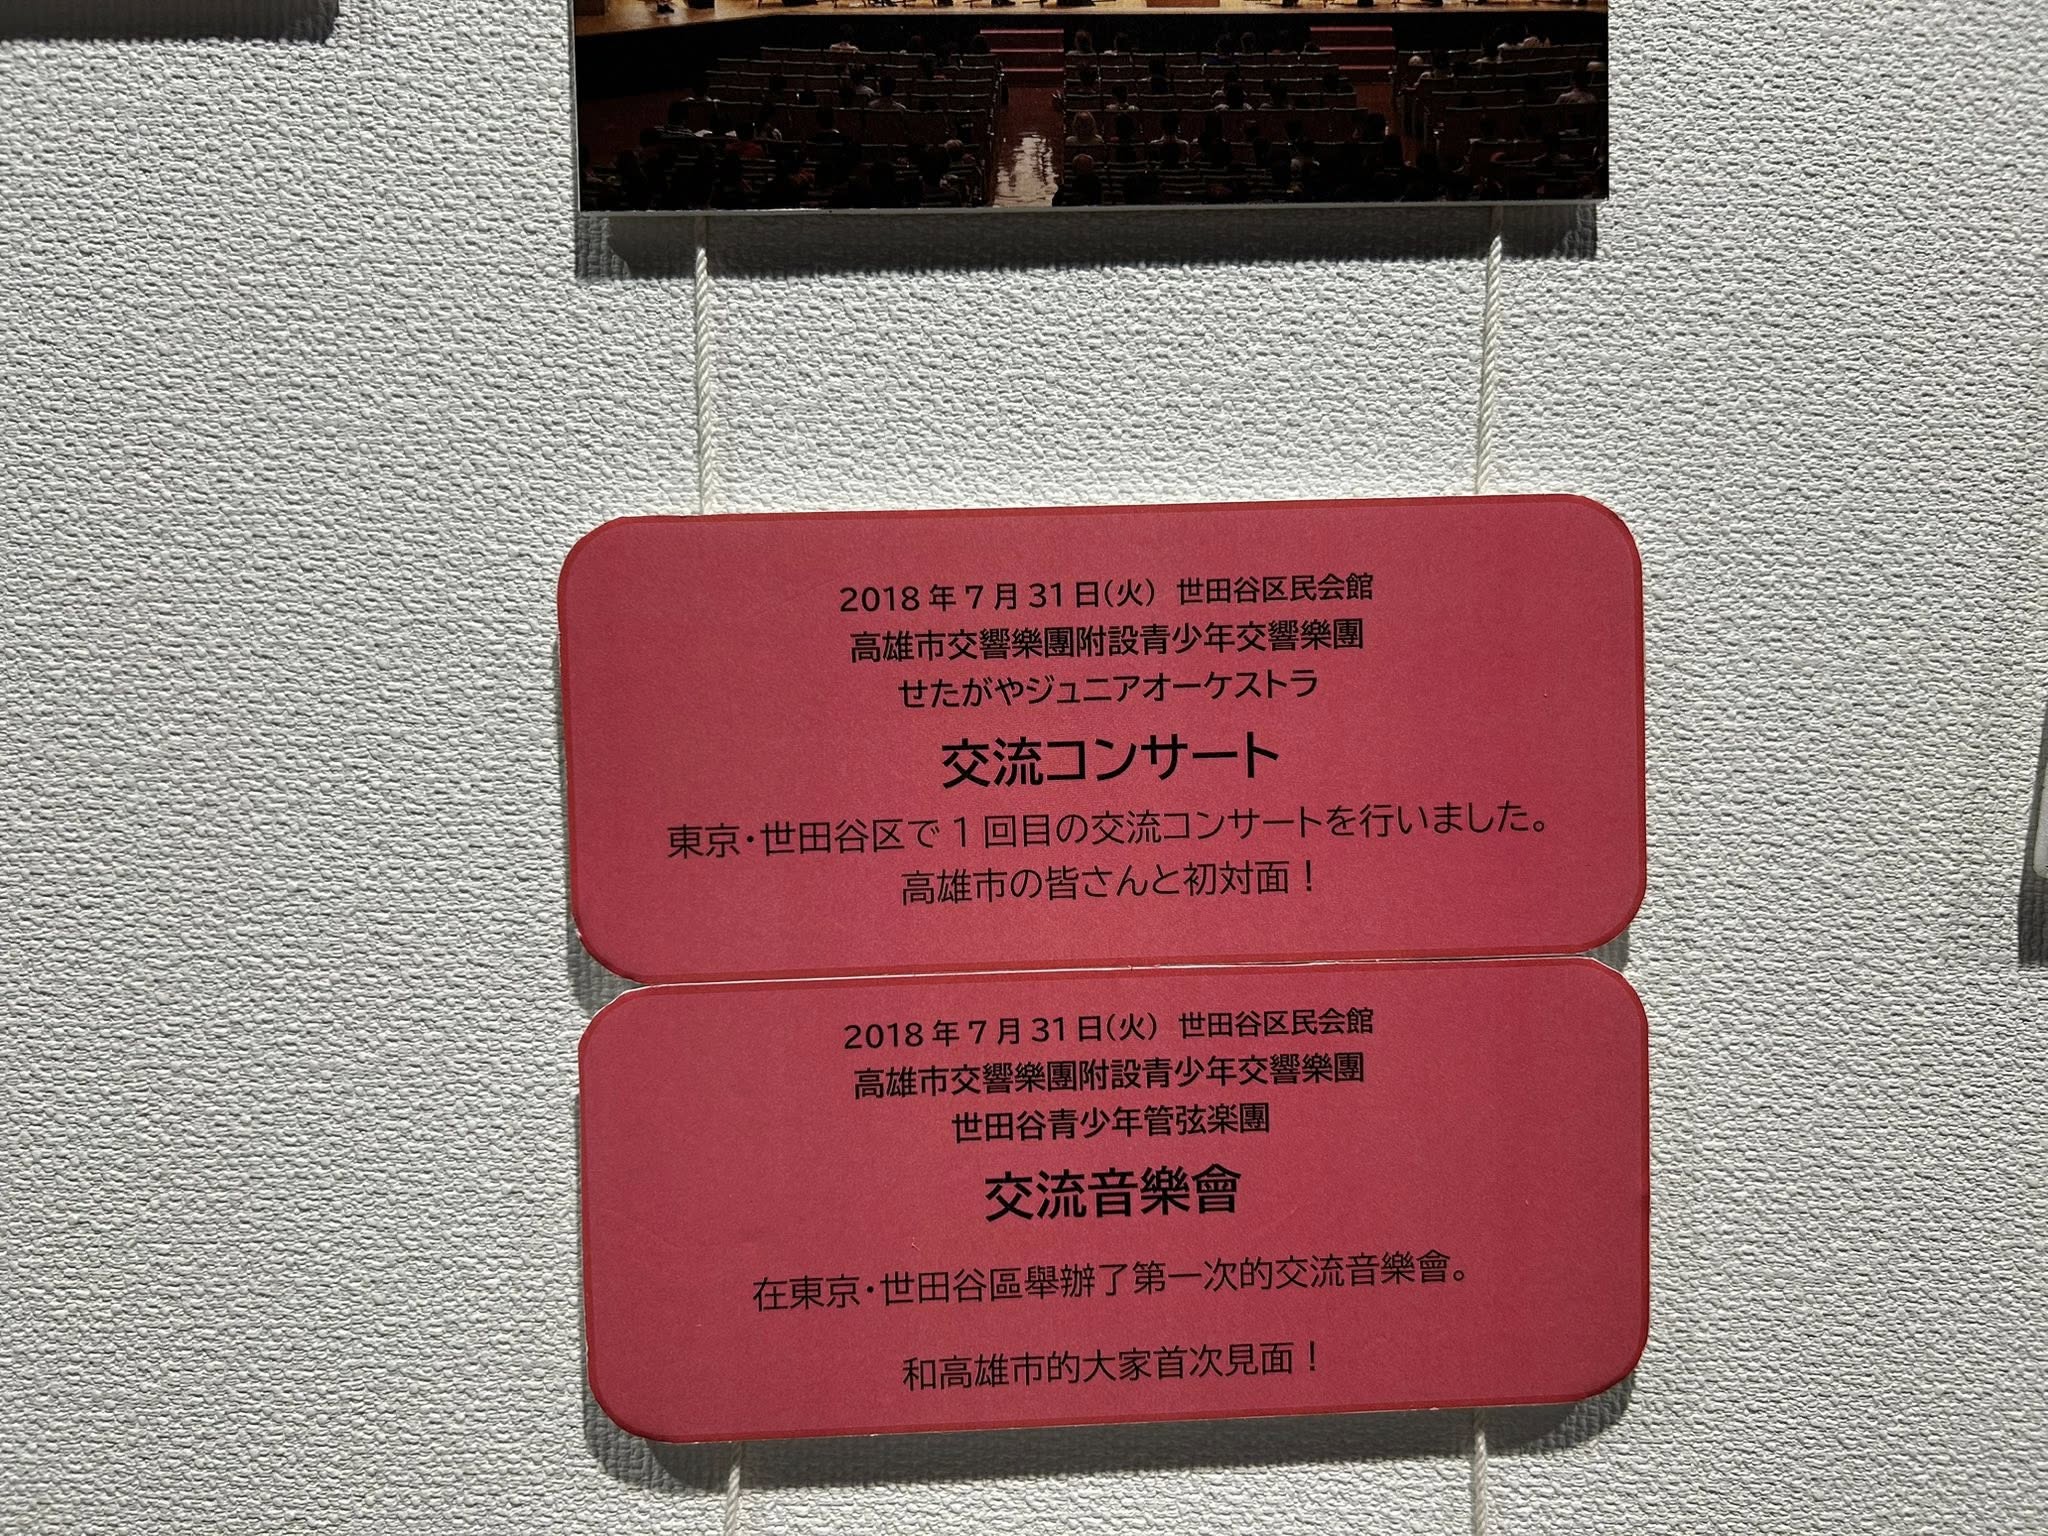 2018年7月31日(火) 世田谷区民会館
高雄市交響樂團附設青少年交響樂團
せたがやジュニアオーケストラ
交流コンサート
東京・世田谷区で1回目の交流コンサートを行いました。
高雄市の皆さんと初対面！
2018年7月31日(火) 世田谷区民会館
高雄市交響樂團附設青少年交響樂團
世田谷青少年管弦楽團
交流音樂會
在東京・世田谷區舉辦了第一次的交流音樂會。
和高雄市的大家首次見面！